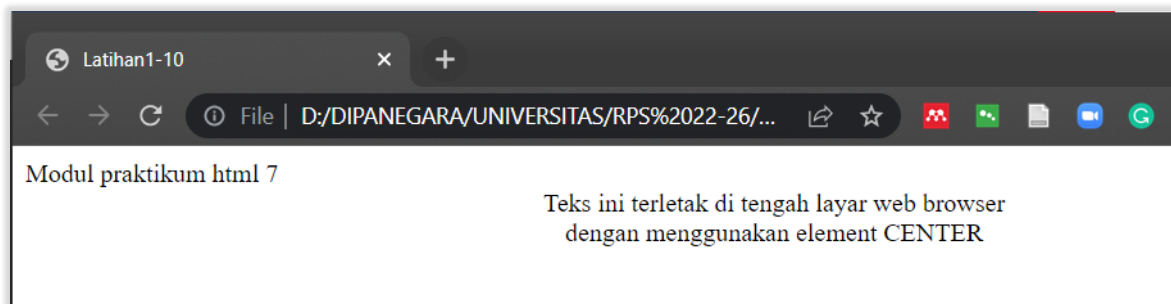 Latihan1-10
File | D:/DIPANEGARA/UNIVERSITAS/RPS%2022-26/...
Modul praktikum html 7
Teks ini terletak di tengah layar web browser
dengan menggunakan element CENTER